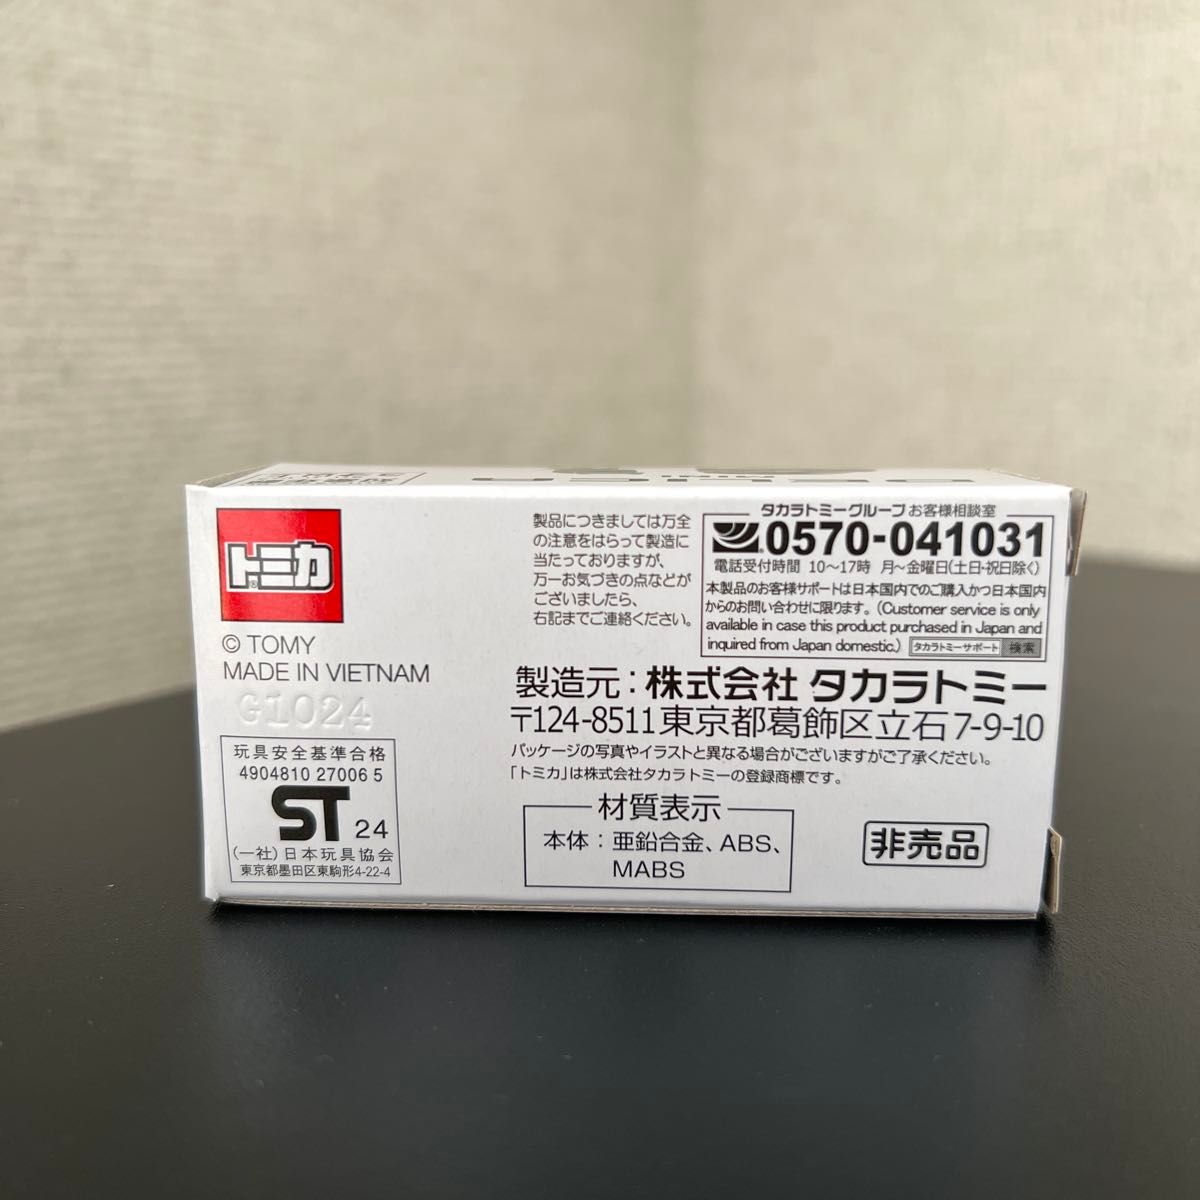 トミカ®
© TOMY
MADE IN VIETNAM
G1024
玩具安全基準合格
4904810 27006 5
ST 24
(一社)日本玩具協会
東京都墨田区東駒形4-22-4
製品につきましては万全
の注意をはらって製造に
当たっておりますが、
万一お気づきの点などが
ございましたら、
右記までご連絡ください。
タカラトミーグループお客様相談室
0570-041031
電話受付時間 10〜17時 月〜金曜日(土日・祝日除く)
本製品のお客様サポートは日本国内でのご購入かつ日本国内
からのお問い合わせに限ります。(Customer service is only
available in case this product purchased in Japan and
inquired from Japan domestic.) タカラトミーサポート 検索
製造元:株式会社 タカラトミー
〒124-8511東京都葛飾区立石7-9-10
パッケージの写真やイラストと異なる場合がございますがご了承ください。
「トミカ」は株式会社タカラトミーの登録商標です。
材質表示
本体:亜鉛合金、ABS、
MABS
非売品